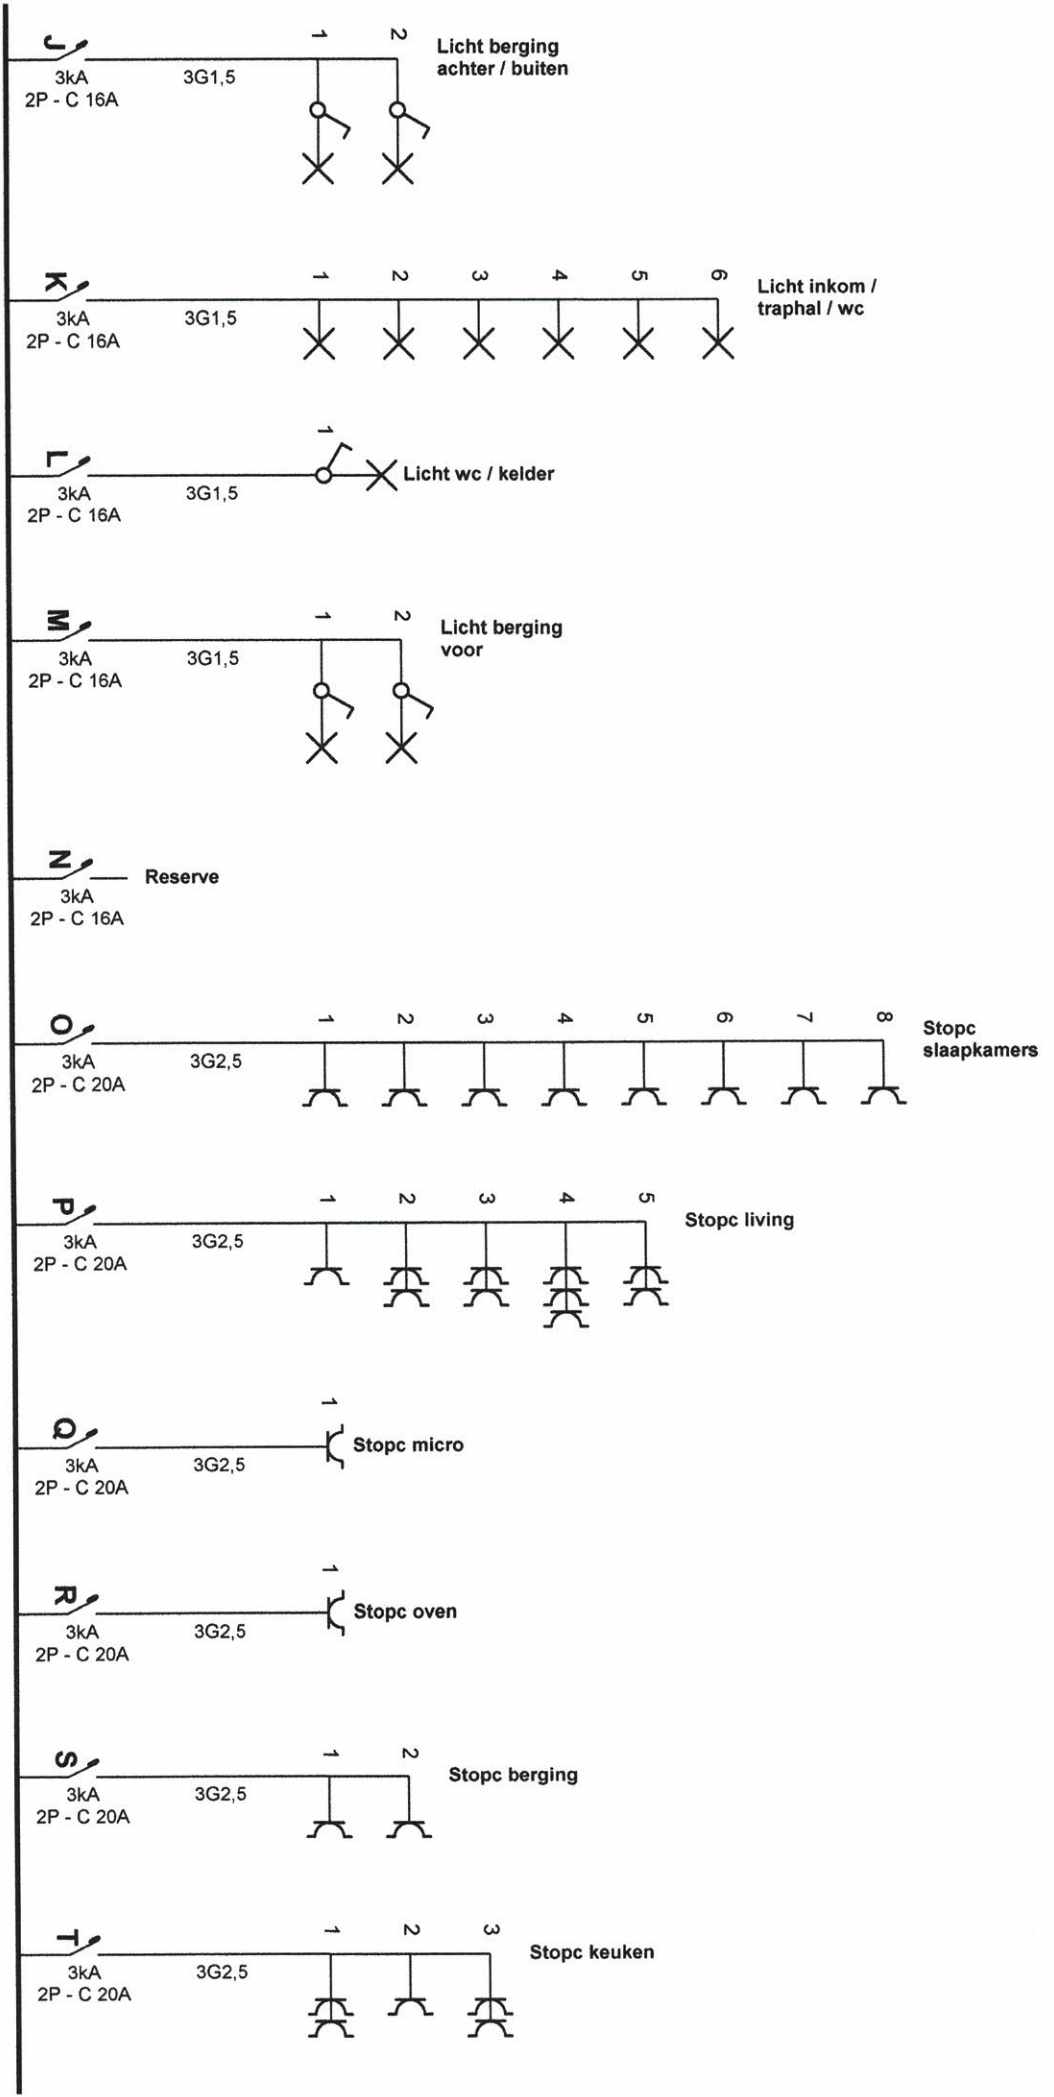 J
1
2
Licht berging
achter / buiten
3kA
3G1,5
2P - C 16A
K
1
2
3
4
5
6
Licht inkom /
traphal / wc
3kA
3G1,5
2P - C 16A
L
1
Licht wc / kelder
3kA
3G1,5
2P - C 16A
M
1
2
Licht berging
voor
3kA
3G1,5
2P - C 16A
N
Reserve
3kA
2P - C 16A
O
1
2
3
4
5
6
7
8
Stopc
slaapkamers
3kA
3G2,5
2P - C 20A
P
1
2
3
4
5
Stopc living
3kA
3G2,5
2P - C 20A
Q
1
Stopc micro
3kA
3G2,5
2P - C 20A
R
1
Stopc oven
3kA
3G2,5
2P - C 20A
S
1
2
Stopc berging
3kA
3G2,5
2P - C 20A
T
1
2
3
Stopc keuken
3kA
3G2,5
2P - C 20A